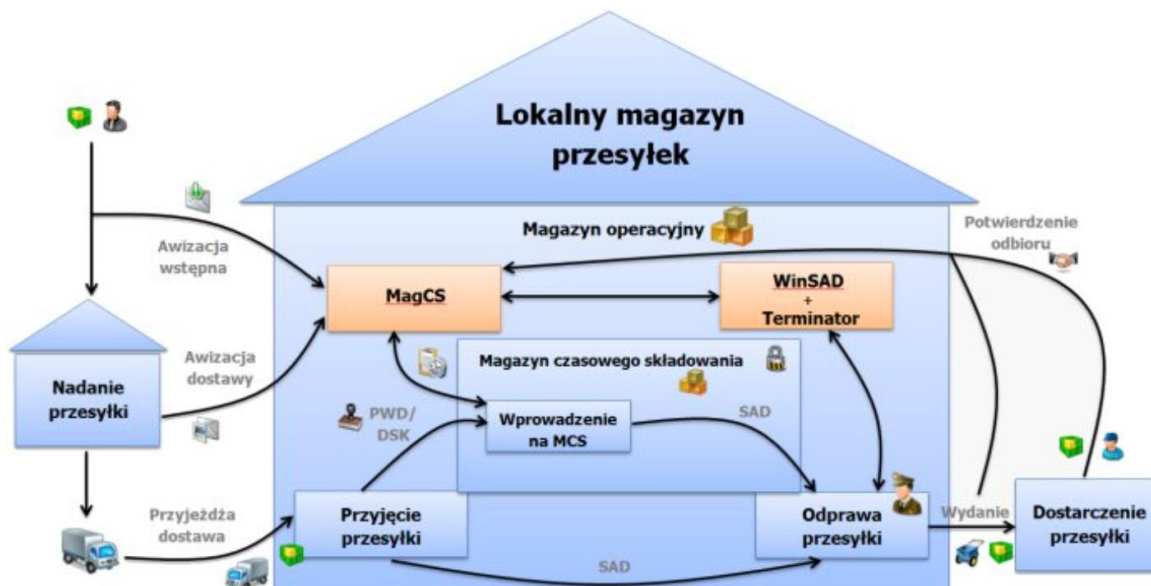 Lokalny magazyn
przesyłek
Magazyn operacyjny
Potwierdzenie
odbioru
Awizacja
wstępna
MagCS
WinSAD
+
Terminator
Magazyn czasowego składowania
Awizacja
dostawy
Nadanie
przesyłki
PWD/
DSK
Wprowadzenie
na MCS
SAD
Przyjeżdża
dostawa
Przyjęcie
przesyłki
Odprawa
przesyłki
Wydanie
Dostarczenie
przesyłki
SAD